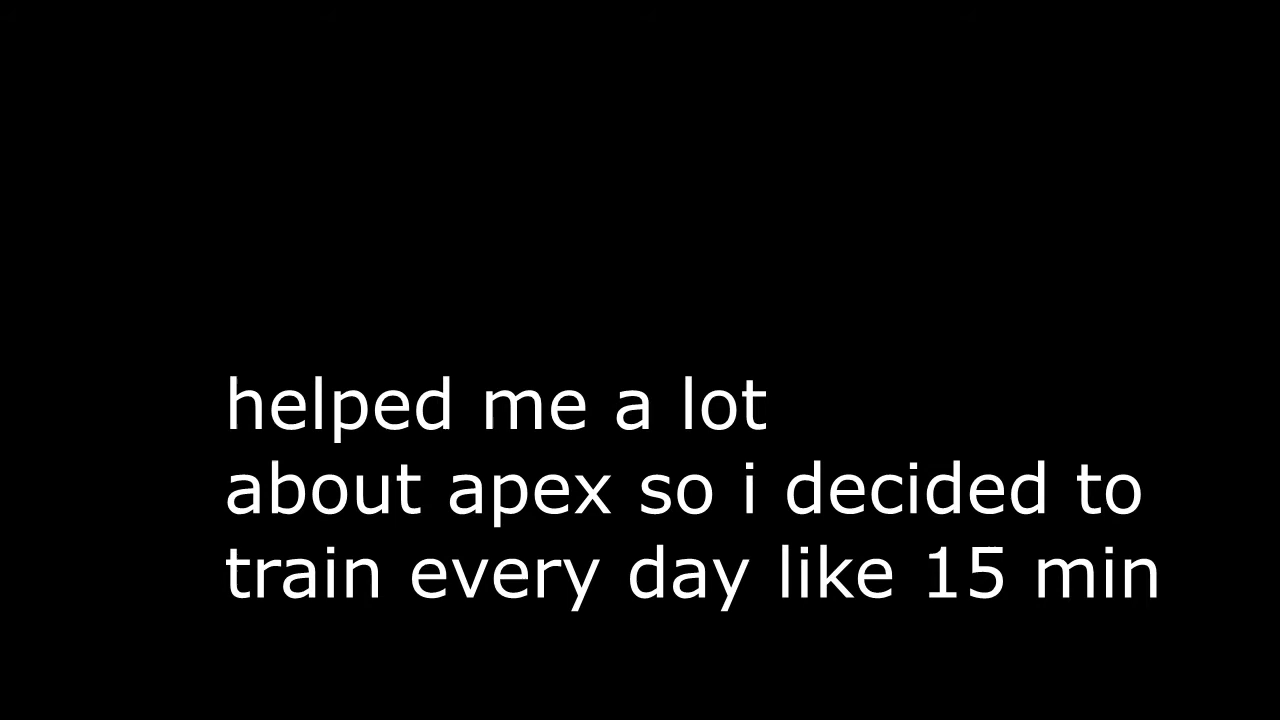 helped me a lot
about apex so i decided to
train every day like 15 min